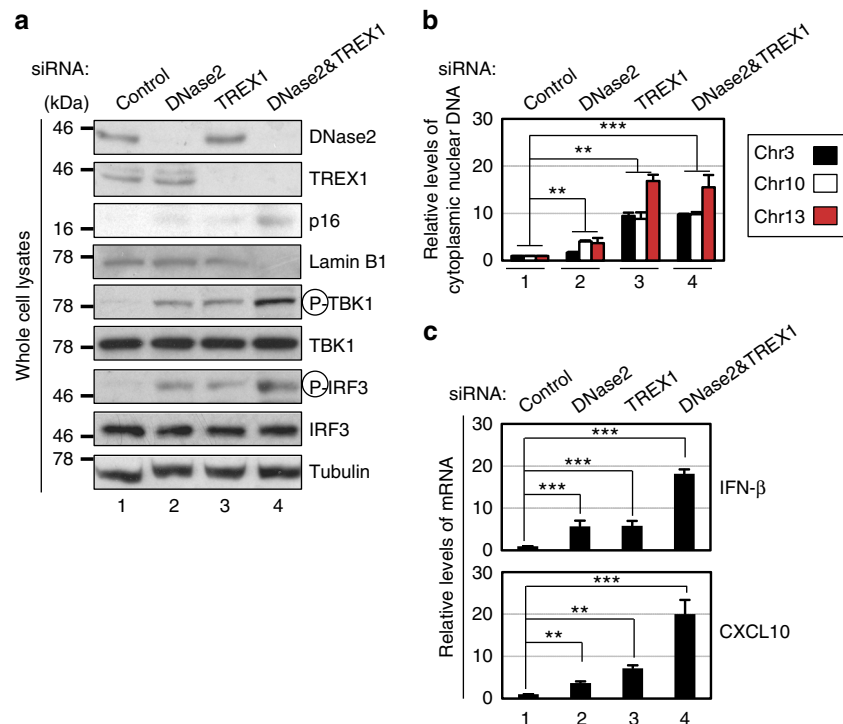 a
siRNA:
Control
DNase2
TREX1
DNase2&TREX1
(kDa)
Whole cell lysates
46
DNase2
46
TREX1
16
p16
78
Lamin B1
78
P-TBK1
78
TBK1
46
P-IRF3
46
IRF3
78
Tubulin
1 2 3 4
b
siRNA:
Control
DNase2
TREX1
DNase2&TREX1
Relative levels of
cytoplasmic nuclear DNA
30
20
10
0
***
**
**
1 2 3 4
Chr3
Chr10
Chr13
c
siRNA:
Control
DNase2
TREX1
DNase2&TREX1
Relative levels of mRNA
30
20
10
0
***
***
***
IFN-β
30
20
10
0
***
**
**
CXCL10
1 2 3 4